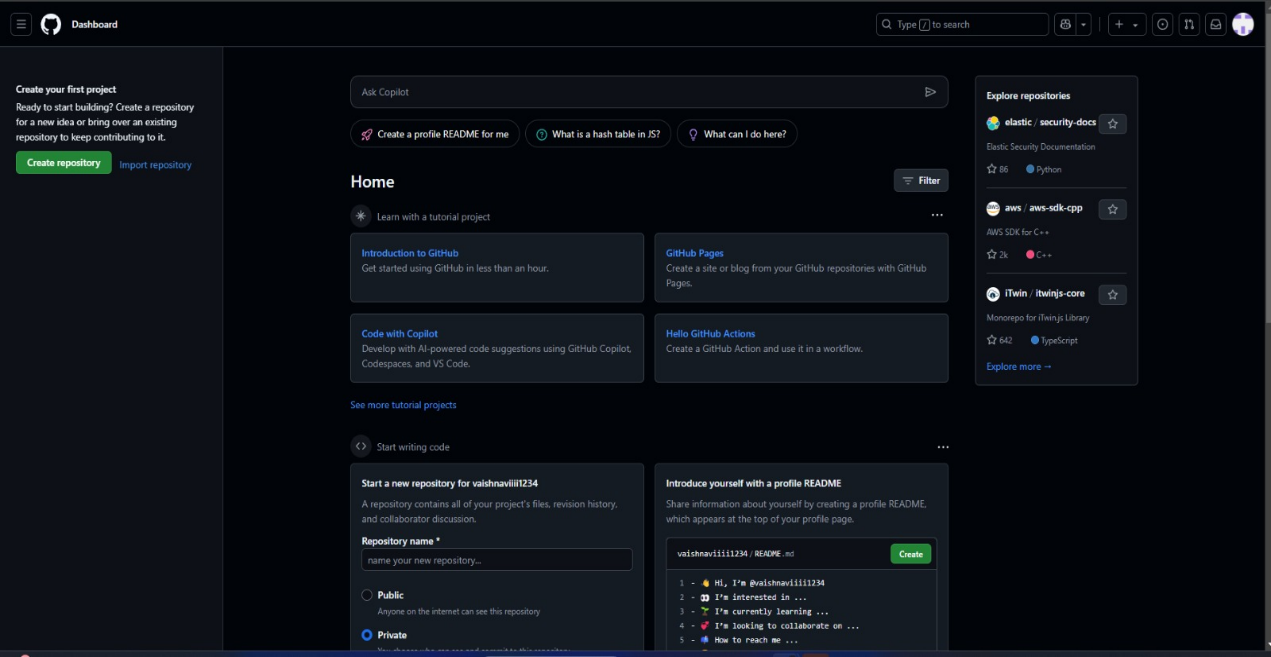 Dashboard
Type / to search
Create your first project
Ready to start building? Create a repository
for a new idea or bring over an existing
repository to keep contributing to it.
Create repository
Import repository
Ask Copilot
Create a profile README for me
What is a hash table in JS?
What can I do here?
Home
Filter
Learn with a tutorial project
Introduction to GitHub
Get started using GitHub in less than an hour.
GitHub Pages
Create a site or blog from your GitHub repositories with GitHub
Pages.
Code with Copilot
Develop with AI-powered code suggestions using GitHub Copilot,
Codespaces, and VS Code.
Hello GitHub Actions
Create a GitHub Action and use it in a workflow.
See more tutorial projects
Start writing code
Start a new repository for vaishnaviiii1234
A repository contains all of your project's files, revision history,
and collaborator discussion.
Repository name *
name your new repository...
Public
Anyone on the internet can see this repository
Private
You choose who can see and commit to this repository
Introduce yourself with a profile README
Share information about yourself by creating a profile README,
which appears at the top of your profile page.
vaishnaviiii1234 / README.md
Create
1 - 👋 Hi, I'm @vaishnaviiii1234
2 - 👀 I'm interested in ...
3 - 🌱 I'm currently learning ...
4 - 💞️ I'm looking to collaborate on ...
5 - 📫 How to reach me ...
Explore repositories
elastic / security-docs
Elastic Security Documentation
86 Python
aws
aws / aws-sdk-cpp
AWS SDK for C++
2k C++
iTwin / itwinjs-core
Monorepo for iTwin.js Library
642 TypeScript
Explore more →